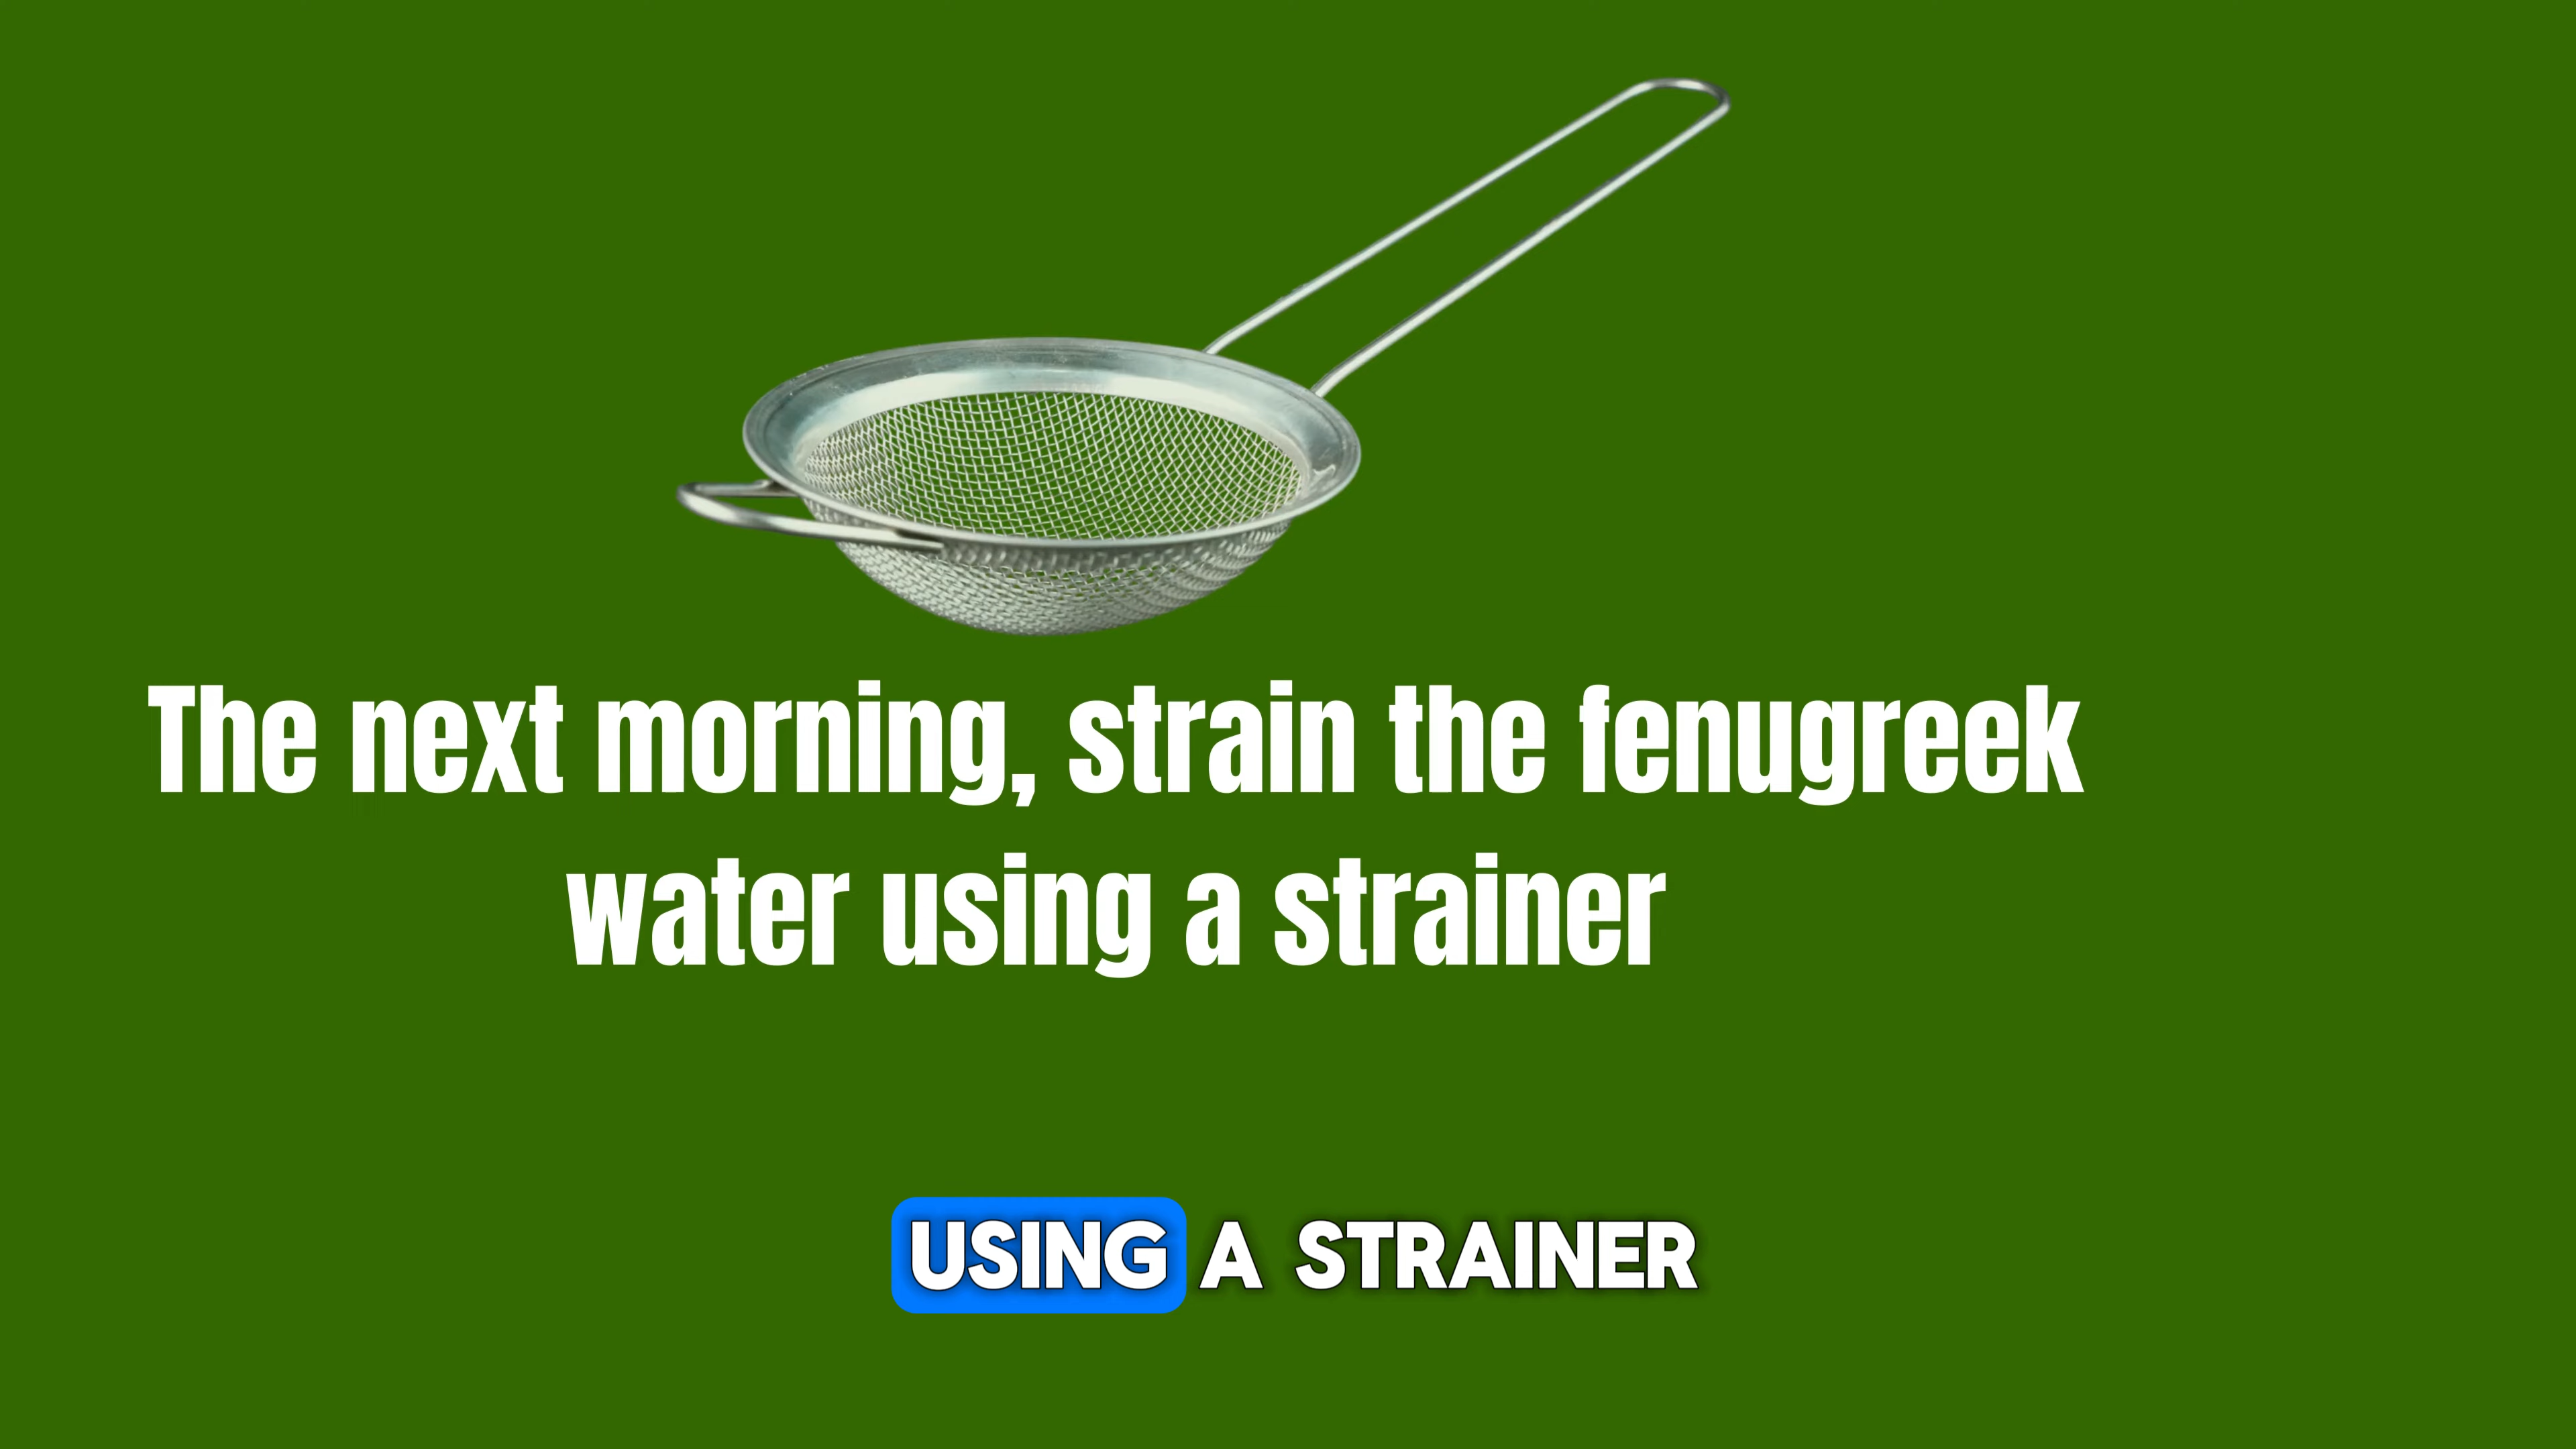 The next morning, strain the fenugreek
water using a strainer
USING A STRAINER